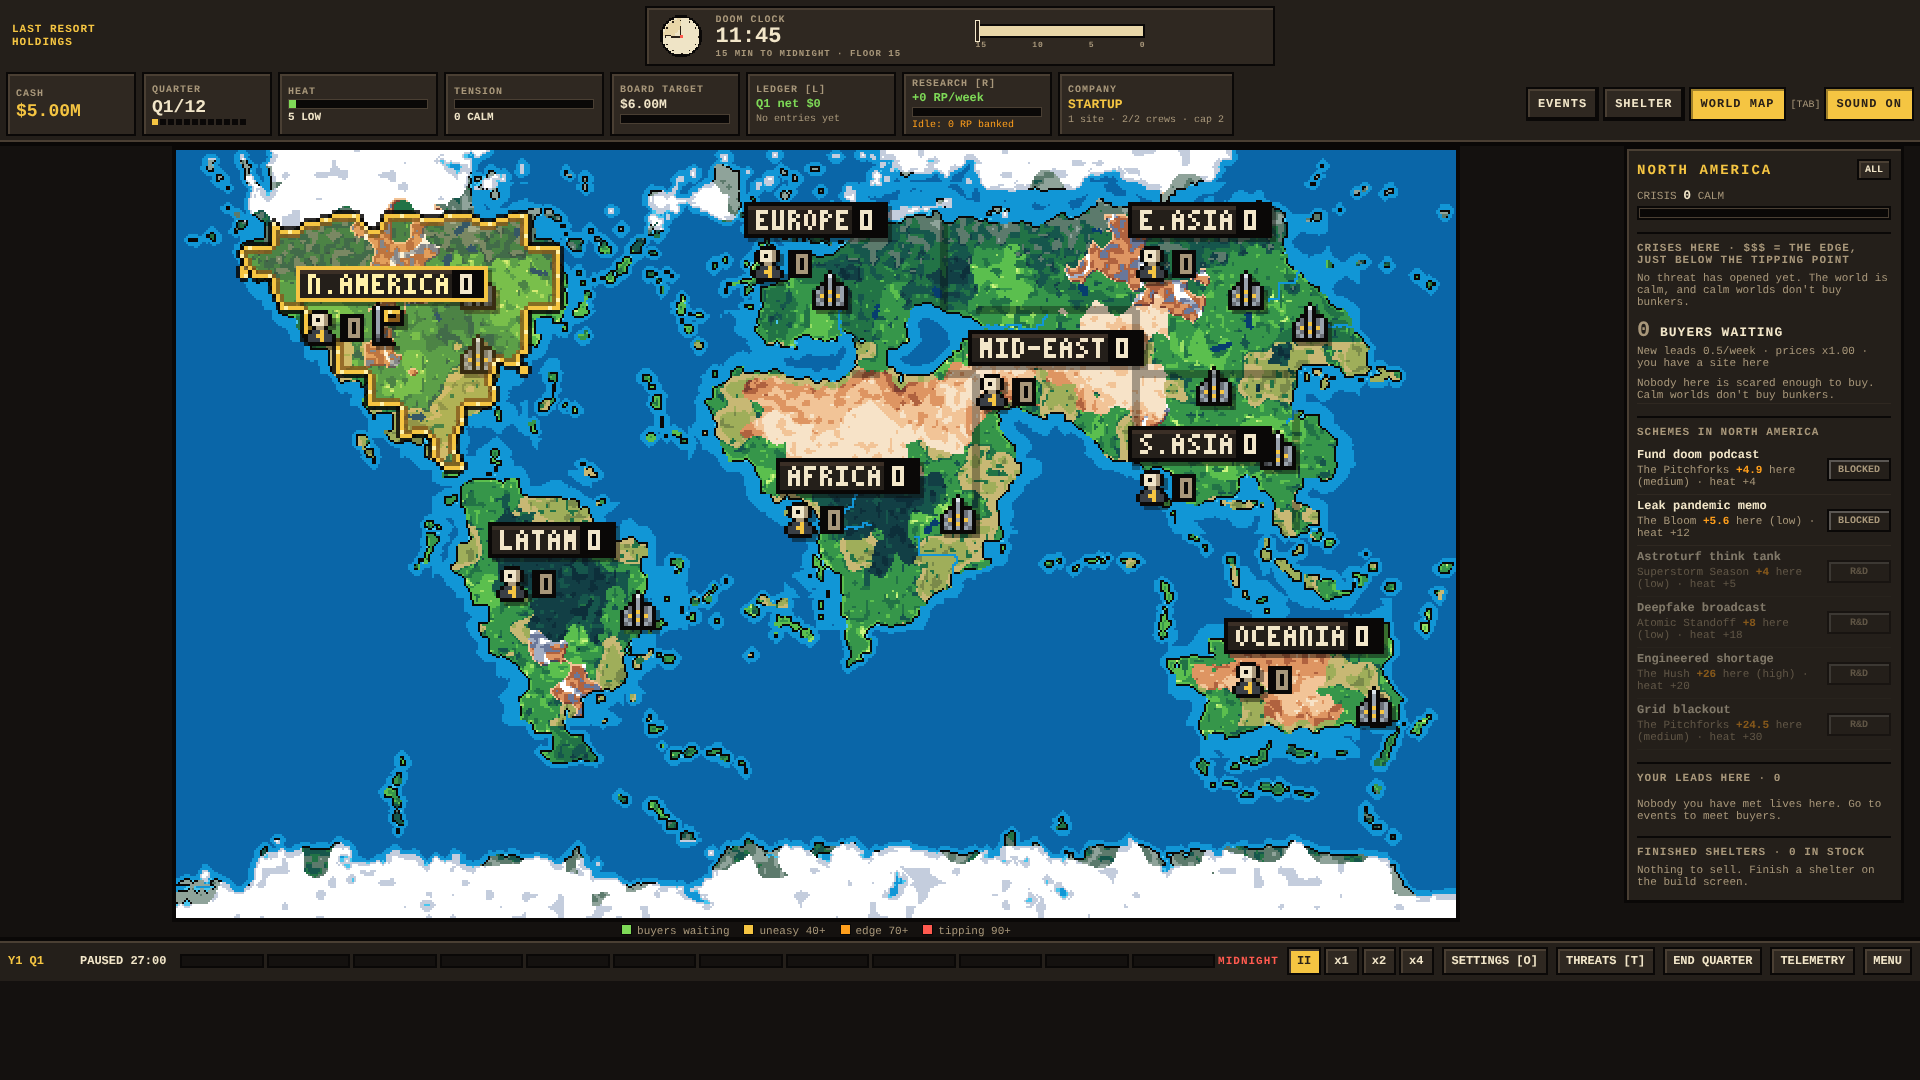 LAST RESORT
HOLDINGS
DOOM CLOCK
11:45
15 MIN TO MIDNIGHT · FLOOR 15
15 10 5 0
CASH
$5.00M
QUARTER
Q1/12
HEAT
5 LOW
TENSION
0 CALM
BOARD TARGET
$6.00M
LEDGER [L]
Q1 net $0
No entries yet
RESEARCH [R]
+0 RP/week
Idle: 0 RP banked
COMPANY
STARTUP
1 site · 2/2 crews · cap 2
EVENTS
SHELTER
WORLD MAP
[TAB]
SOUND ON
EUROPE 0
0
E.ASIA 0
0
N.AMERICA 0
0
MID-EAST 0
0
S.ASIA 0
0
AFRICA 0
0
LATAM 0
0
OCEANIA 0
0
NORTH AMERICA
ALL
CRISIS 0 CALM
CRISES HERE · $$$ = THE EDGE,
JUST BELOW THE TIPPING POINT
No threat has opened yet. The world is
calm, and calm worlds don't buy
bunkers.
0 BUYERS WAITING
New leads 0.5/week · prices x1.00 ·
you have a site here
Nobody here is scared enough to buy.
Calm worlds don't buy bunkers.
SCHEMES IN NORTH AMERICA
Fund doom podcast
The Pitchforks +4.9 here
(medium) · heat +4
BLOCKED
Leak pandemic memo
The Bloom +5.6 here (low) ·
heat +12
BLOCKED
Astroturf think tank
Superstorm Season +4 here
(low) · heat +5
R&D
Deepfake broadcast
Atomic Standoff +8 here
(low) · heat +18
R&D
Engineered shortage
The Hush +26 here (high) ·
heat +20
R&D
Grid blackout
The Pitchforks +24.5 here
(medium) · heat +30
R&D
YOUR LEADS HERE · 0
Nobody you have met lives here. Go to
events to meet buyers.
FINISHED SHELTERS · 0 IN STOCK
Nothing to sell. Finish a shelter on
the build screen.
buyers waiting
uneasy 40+
edge 70+
tipping 90+
Y1 Q1
PAUSED 27:00
MIDNIGHT
II
x1
x2
x4
SETTINGS [O]
THREATS [T]
END QUARTER
TELEMETRY
MENU